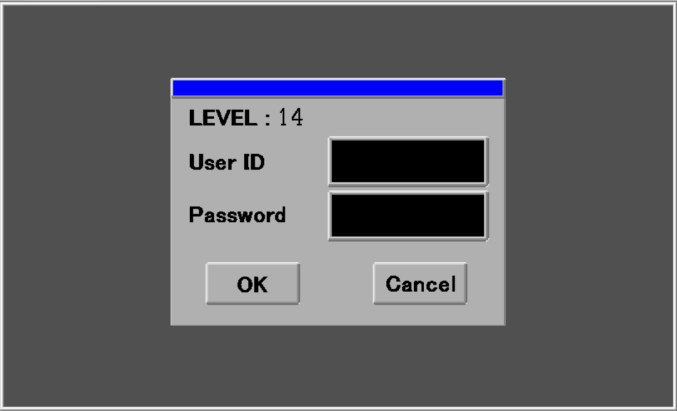 LEVEL : 14
User ID
Password
OK Cancel